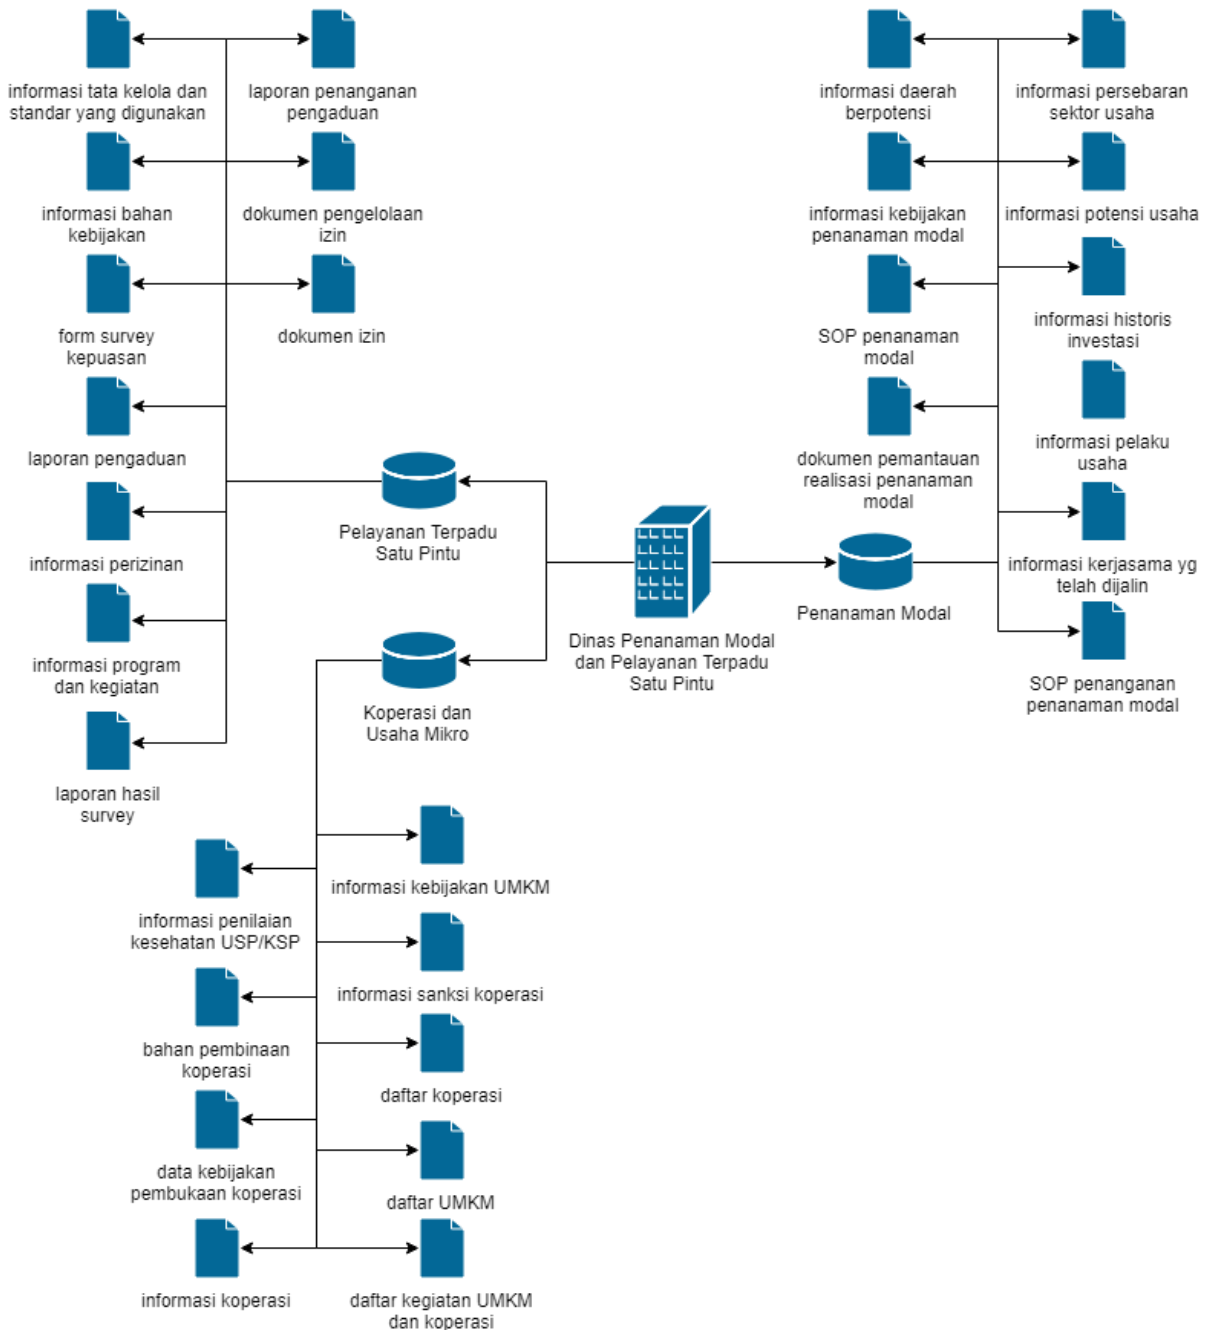 informasi tata kelola dan
standar yang digunakan
laporan penanganan
pengaduan
informasi bahan
kebijakan
dokumen pengelolaan
izin
form survey
kepuasan
dokumen izin
laporan pengaduan
informasi perizinan
informasi program
dan kegiatan
laporan hasil
survey
Pelayanan Terpadu
Satu Pintu
Koperasi dan
Usaha Mikro
Dinas Penanaman Modal
dan Pelayanan Terpadu
Satu Pintu
Penanaman Modal
informasi daerah
berpotensi
informasi persebaran
sektor usaha
informasi kebijakan
penanaman modal
informasi potensi usaha
SOP penanaman
modal
informasi historis
investasi
dokumen pemantauan
realisasi penanaman
modal
informasi pelaku
usaha
informasi kerjasama yg
telah dijalin
SOP penanganan
penanaman modal
informasi kebijakan UMKM
informasi penilaian
kesehatan USP/KSP
informasi sanksi koperasi
bahan pembinaan
koperasi
daftar koperasi
data kebijakan
pembukaan koperasi
daftar UMKM
informasi koperasi
daftar kegiatan UMKM
dan koperasi